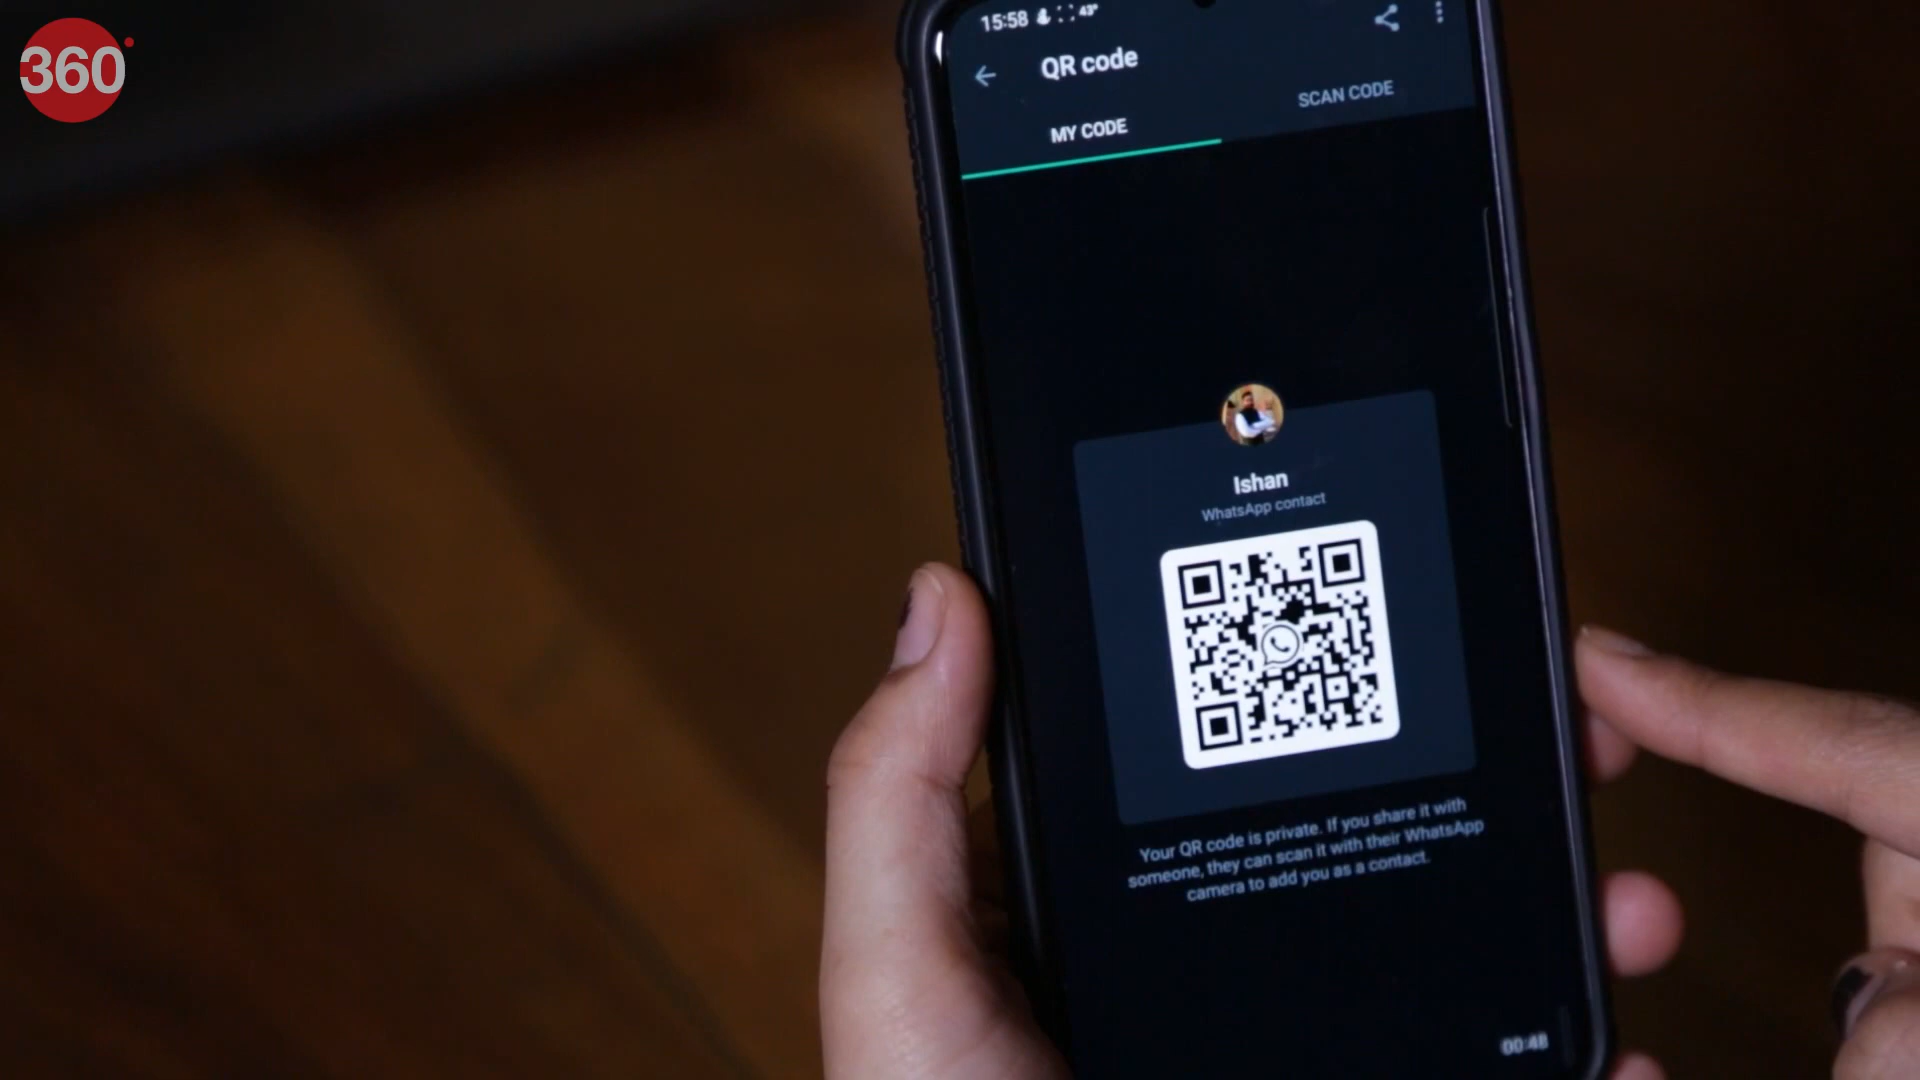 360°
15:58 43°
QR code
MY CODE
SCAN CODE
Ishan
WhatsApp contact
Your QR code is private. If you share it with
someone, they can scan it with their WhatsApp
camera to add you as a contact.
00:48